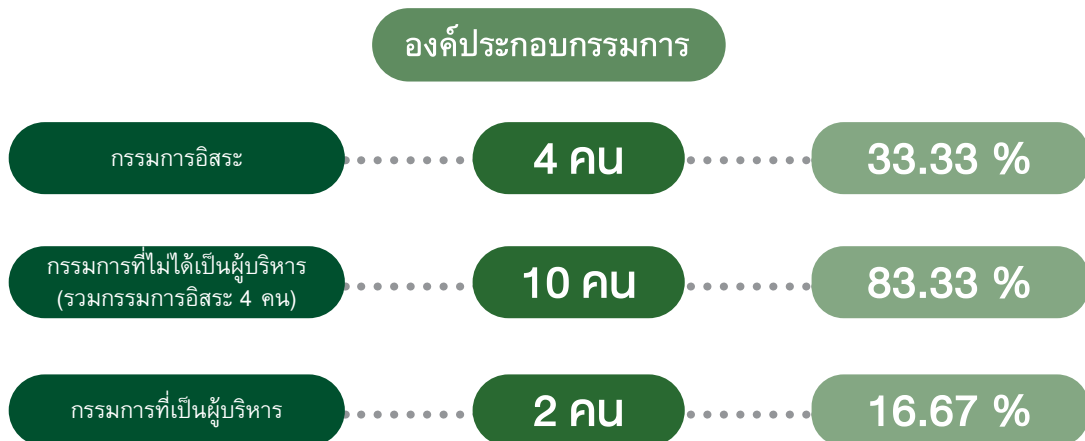 องค์ประกอบกรรมการ
กรรมการอิสระ 4 คน 33.33 %
กรรมการที่ไม่ได้เป็นผู้บริหาร
(รวมกรรมการอิสระ 4 คน) 10 คน 83.33 %
กรรมการที่เป็นผู้บริหาร 2 คน 16.67 %